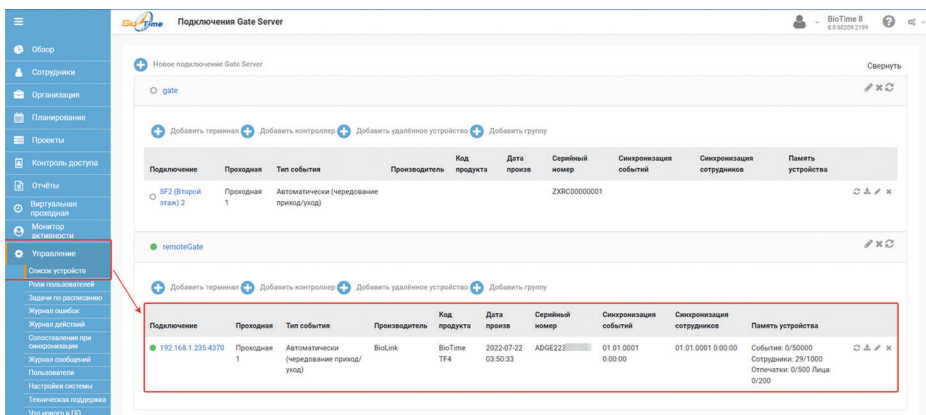 BioTime
Подключения Gate Server
BioTime 8
8.0.60209.2199
Обзор
Сотрудники
Организация
Планирование
Проекты
Контроль доступа
Отчёты
Виртуальная
проходная
Монитор
активности
Управление
Список устройств
Роли пользователей
Задачи по расписанию
Журнал ошибок
Журнал действий
Сопоставления при
синхронизации
Журнал сообщений
Пользователи
Настройки системы
Техническая поддержка
Что нового в ПО
Новое подключение Gate Server
Свернуть
gate
Добавить терминал Добавить контроллер Добавить удалённое устройство Добавить группу
Подключение Проходная Тип события Производитель Код продукта Дата произв Серийный номер Синхронизация событий Синхронизация сотрудников Память устройства
SF2 (Второй этаж) 2 Проходная 1 Автоматически (чередование приход/уход) ZXRC00000001
remoteGate
Добавить терминал Добавить контроллер Добавить удалённое устройство Добавить группу
Подключение Проходная Тип события Производитель Код продукта Дата произв Серийный номер Синхронизация событий Синхронизация сотрудников Память устройства
192.168.1.235:4370 Проходная 1 Автоматически (чередование приход/уход) BioLink BioTime TF4 2022-07-22 03:50:33 ADGE223 01.01.0001 0:00:00 01.01.0001 0:00:00 События: 0/50000 Сотрудники: 29/1000 Отпечатки: 0/500 Лица: 0/200